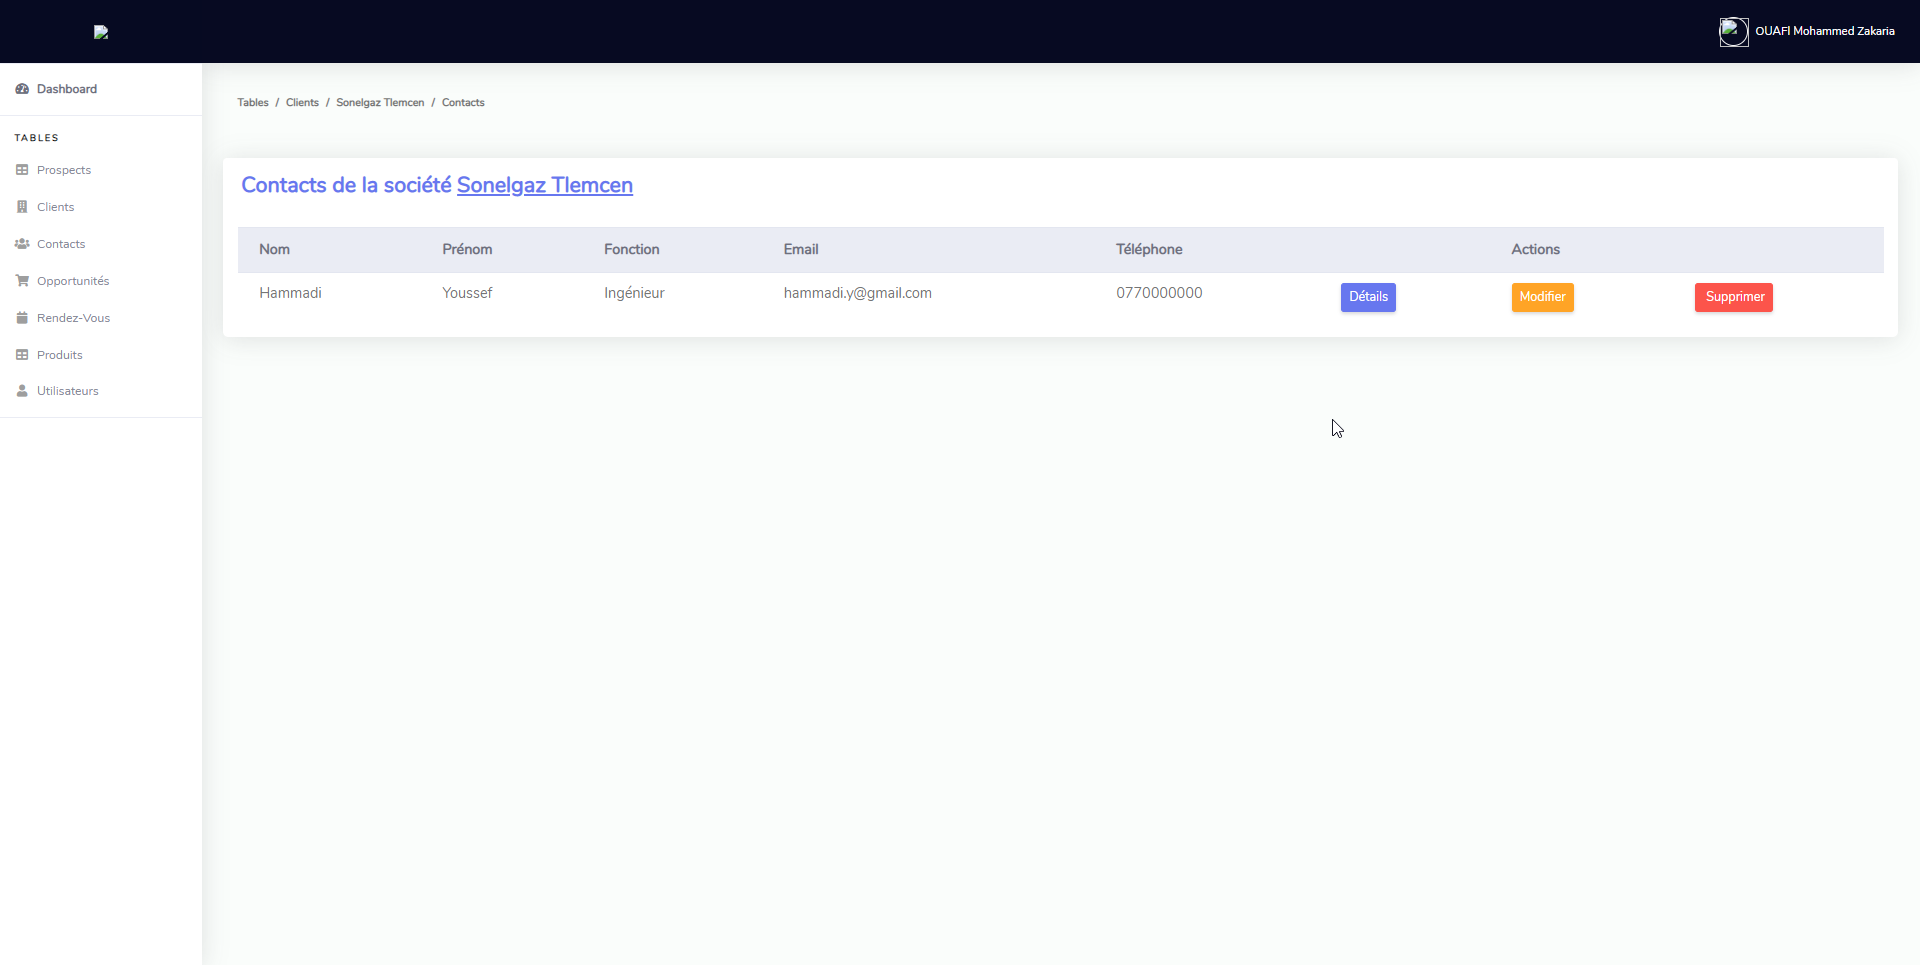 OUAFI Mohammed Zakaria
Dashboard
TABLES
Prospects
Clients
Contacts
Opportunités
Rendez-Vous
Produits
Utilisateurs
Tables / Clients / Sonelgaz Tlemcen / Contacts
Contacts de la société Sonelgaz Tlemcen
Nom Prénom Fonction Email Téléphone Actions
Hammadi Youssef Ingénieur hammadi.y@gmail.com 0770000000 Détails Modifier Supprimer